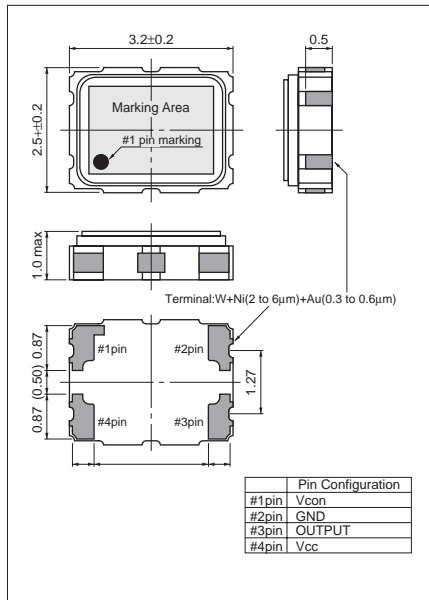 3.2±0.2
0.5
2.5+±0.2
Marking Area
#1 pin marking
1.0 max
Terminal:W+Ni(2 to 6μm)+Au(0.3 to 0.6μm)
0.87
(0.50)
0.87
#1pin
#2pin
#4pin
#3pin
1.27
Pin Configuration
#1pin Vcon
#2pin GND
#3pin OUTPUT
#4pin Vcc